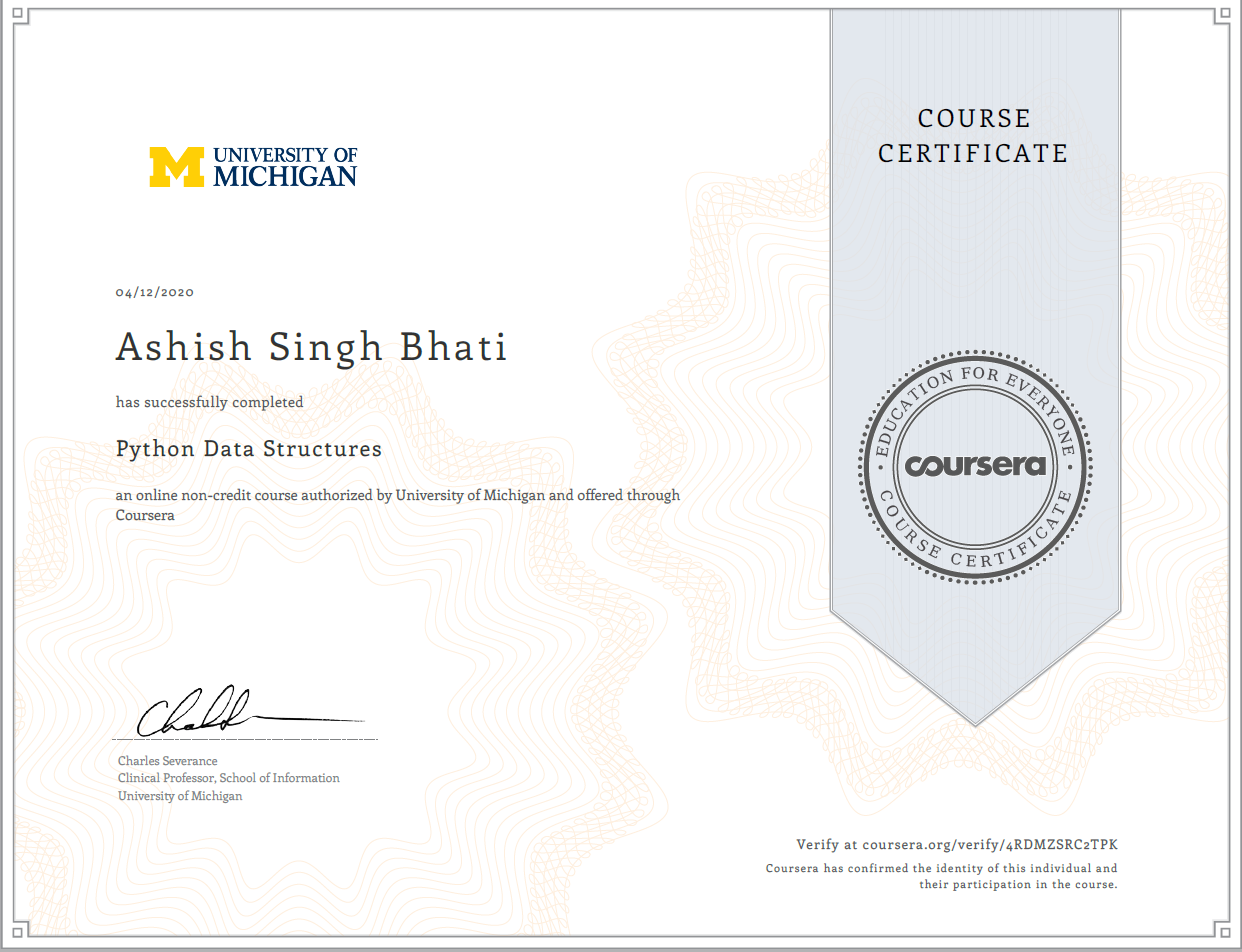 COURSE
CERTIFICATE
M UNIVERSITY OF
MICHIGAN
04/12/2020
Ashish Singh Bhati
has successfully completed
Python Data Structures
an online non-credit course authorized by University of Michigan and offered through
Coursera
EDUCATION FOR EVERYONE
coursera
COURSE CERTIFICATE
Charles Severance
Clinical Professor, School of Information
University of Michigan
Verify at coursera.org/verify/4RDMZSRC2TPK
Coursera has confirmed the identity of this individual and
their participation in the course.